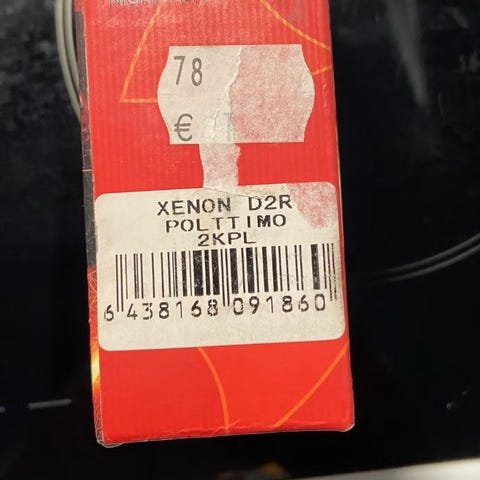 78
€
XENON D2R
POLTTIMO
2KPL
6 438168 091860